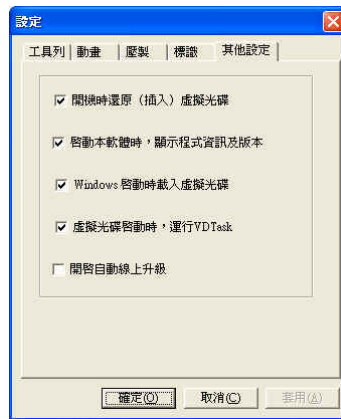 設定
工具列 動畫 壓製 標識 其他設定
開機時還原（插入）虛擬光碟
啓動本軟體時，顯示程式資訊及版本
Windows 啓動時載入虛擬光碟
虛擬光碟啓動時，運行VDTask
開啓自動線上升級
確定(O) 取消(C) 套用(A)